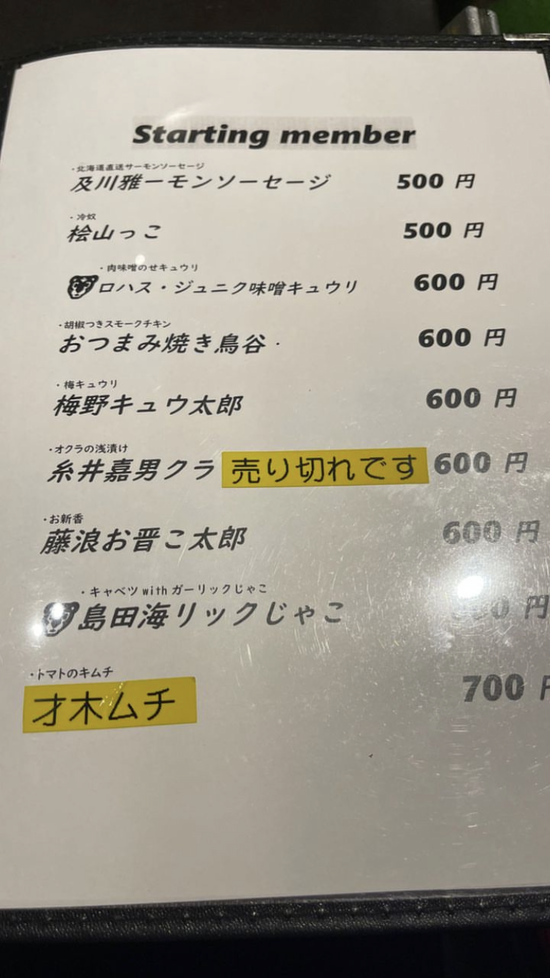 Starting member
・北海道直送サーモンソーセージ
及川雅一モンソーセージ 500 円
・冷奴
桧山っこ 500 円
・肉味噌のせキュウリ
ロハス・ジュニク味噌キュウリ 600 円
・胡椒つきスモークチキン
おつまみ焼き鳥谷 600 円
・梅キュウリ
梅野キュウ太郎 600 円
・オクラの浅漬け
糸井嘉男クラ 売り切れです 600 円
・お新香
藤浪お晋こ太郎 600 円
・キャベツwithガーリックじゃこ
島田海リックじゃこ 円
・トマトのキムチ
才木ムチ 700